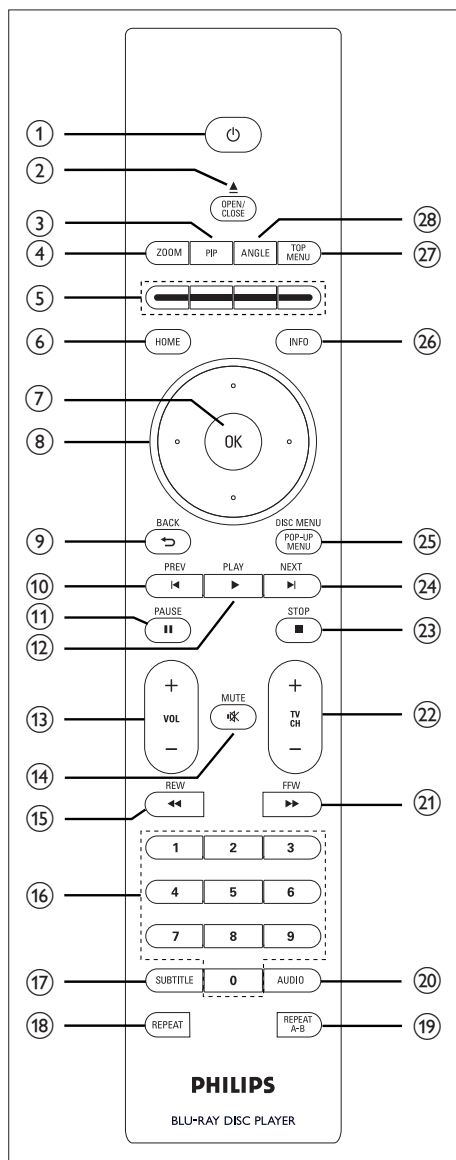 1
2
OPEN/
CLOSE
3
28
4
ZOOM PIP ANGLE TOP
MENU
27
5
6
HOME INFO
26
7
8
OK
BACK DISC MENU
9
POP-UP
MENU
25
PREV PLAY NEXT
10
24
11
PAUSE STOP
12
23
+ +
13
VOL
MUTE
TV
CH
22
- -
14
REW FFW
15
21
1 2 3
16
4 5 6
7 8 9
17
SUBTITLE 0 AUDIO
20
18
REPEAT REPEAT
A-B
19
PHILIPS
BLU-RAY DISC PLAYER